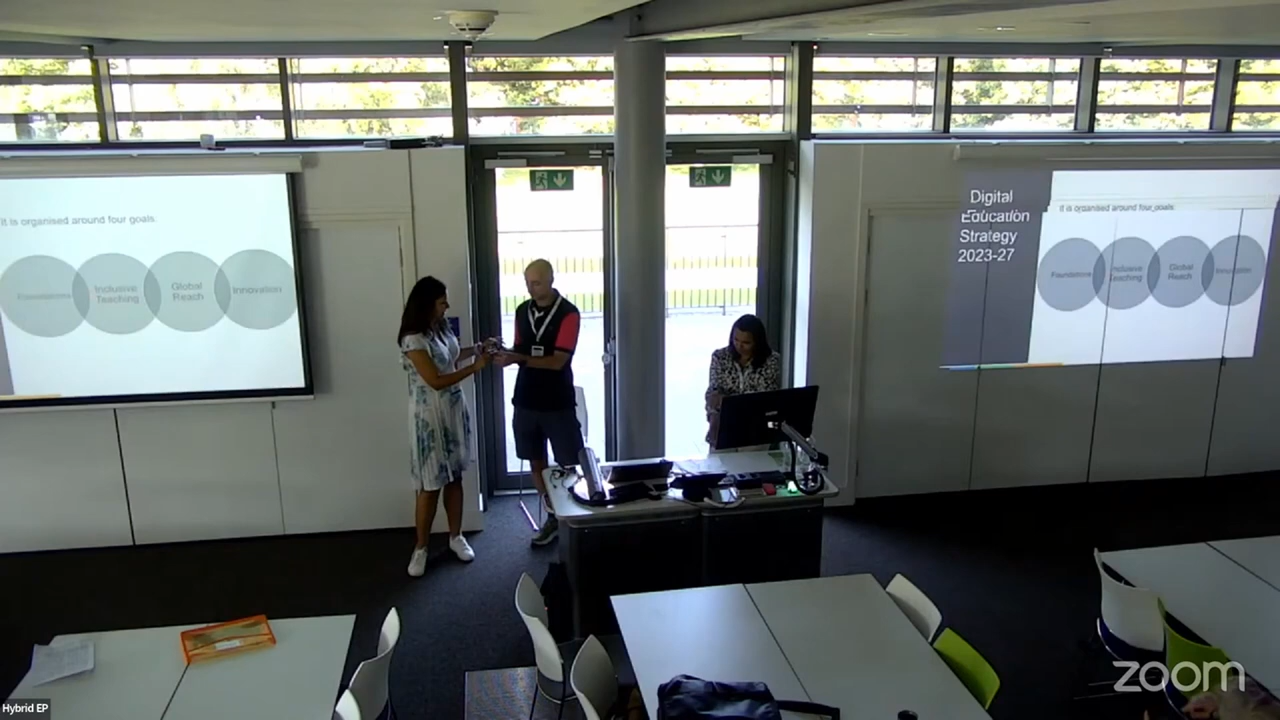 it is organised around four goals.
Foundations
Inclusive
Teaching
Global
Reach
Innovation
Digital
Education
Strategy
2023-27
it is organised around four goals.
Foundations
Inclusive
Teaching
Global
Reach
Innovation
zoom
Hybrid EP